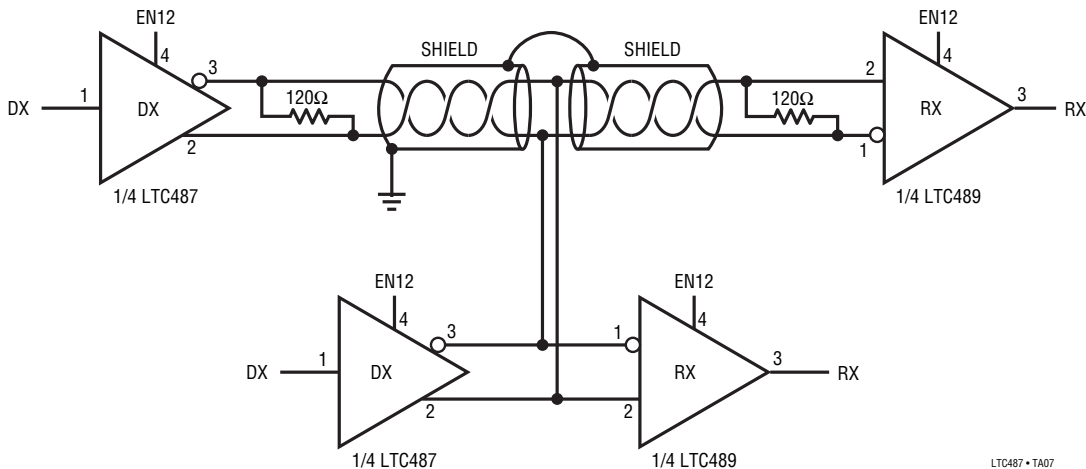 EN12
4
3
SHIELD
SHIELD
EN12
4
DX
1
DX
120Ω
2
120Ω
2
1
RX
3
RX
1/4 LTC487
1/4 LTC489
EN12
4
3
DX
1
DX
2
EN12
4
1
RX
2
3
RX
1/4 LTC487
1/4 LTC489
LTC487 • TA07